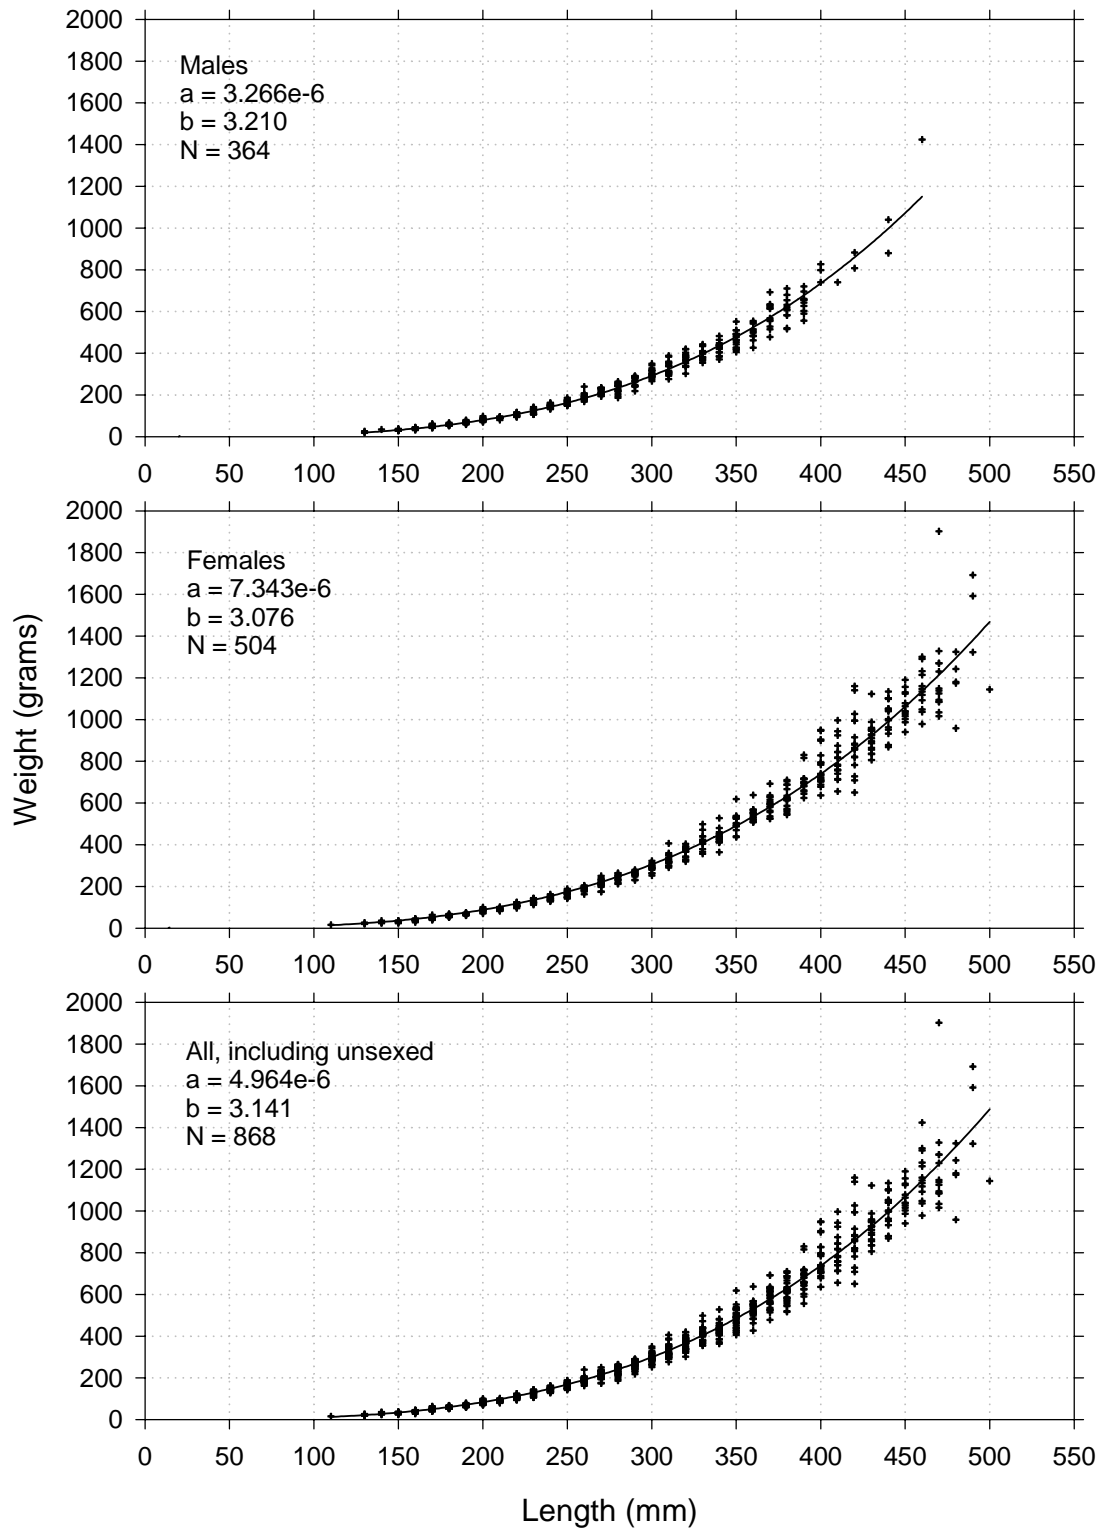 2000
1800
1600
1400
1200
1000
800
600
400
200
0
Males
a = 3.266e-6
b = 3.210
N = 364
0 50 100 150 200 250 300 350 400 450 500 550
2000
1800
1600
1400
1200
1000
800
600
400
200
0
Females
a = 7.343e-6
b = 3.076
N = 504
0 50 100 150 200 250 300 350 400 450 500 550
Weight (grams)
2000
1800
1600
1400
1200
1000
800
600
400
200
0
All, including unsexed
a = 4.964e-6
b = 3.141
N = 868
0 50 100 150 200 250 300 350 400 450 500 550
Length (mm)